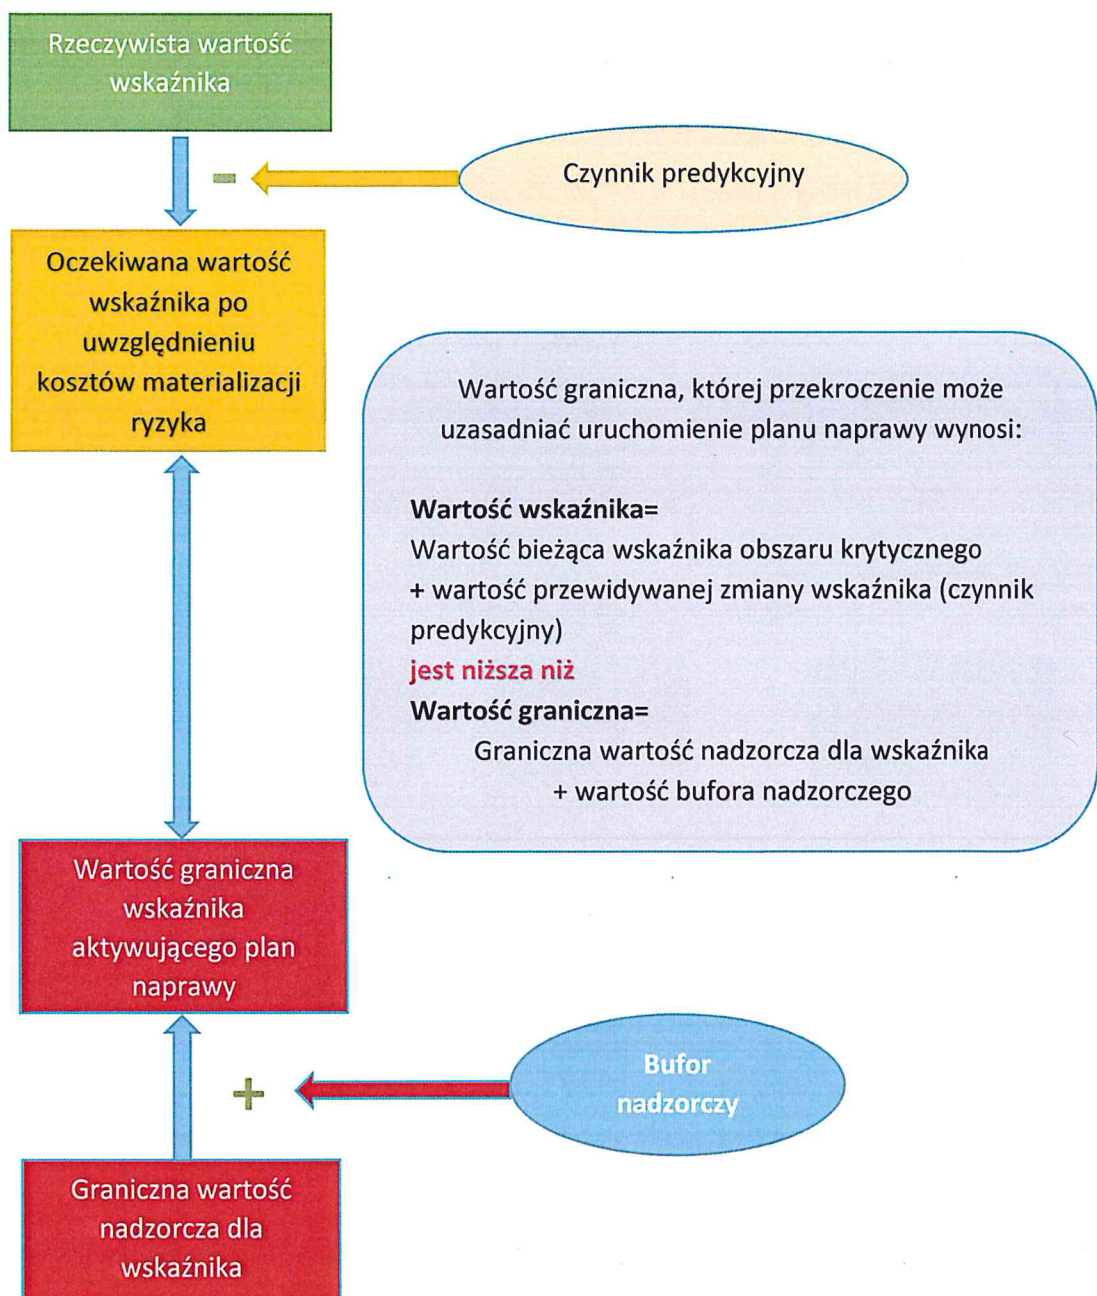 Rzeczywista wartość
wskaźnika
-
Czynnik predykcyjny
Oczekiwana wartość
wskaźnika po
uwzględnieniu
kosztów materializacji
ryzyka
Wartość graniczna, której przekroczenie może
uzasadniać uruchomienie planu naprawy wynosi:
Wartość wskaźnika=
Wartość bieżąca wskaźnika obszaru krytycznego
+ wartość przewidywanej zmiany wskaźnika (czynnik
predykcyjny)
jest niższa niż
Wartość graniczna=
Graniczna wartość nadzorcza dla wskaźnika
+ wartość bufora nadzorczego
Wartość graniczna
wskaźnika
aktywującego plan
naprawy
+
Bufor
nadzorczy
Graniczna wartość
nadzorcza dla
wskaźnika